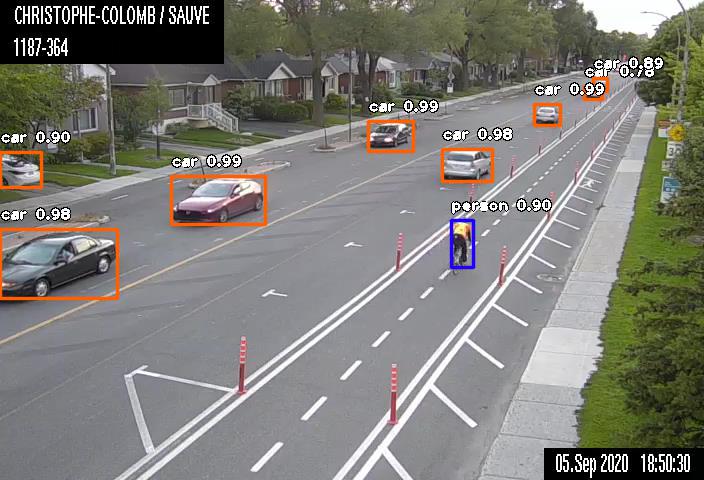 CHRISTOPHE-COLOMB / SAUVE
1187-364
car 0.89
car 0.78
car 0.99
car 0.99
car 0.98
car 0.90
car 0.99
person 0.90
car 0.98
05.Sep 2020 18:50:30